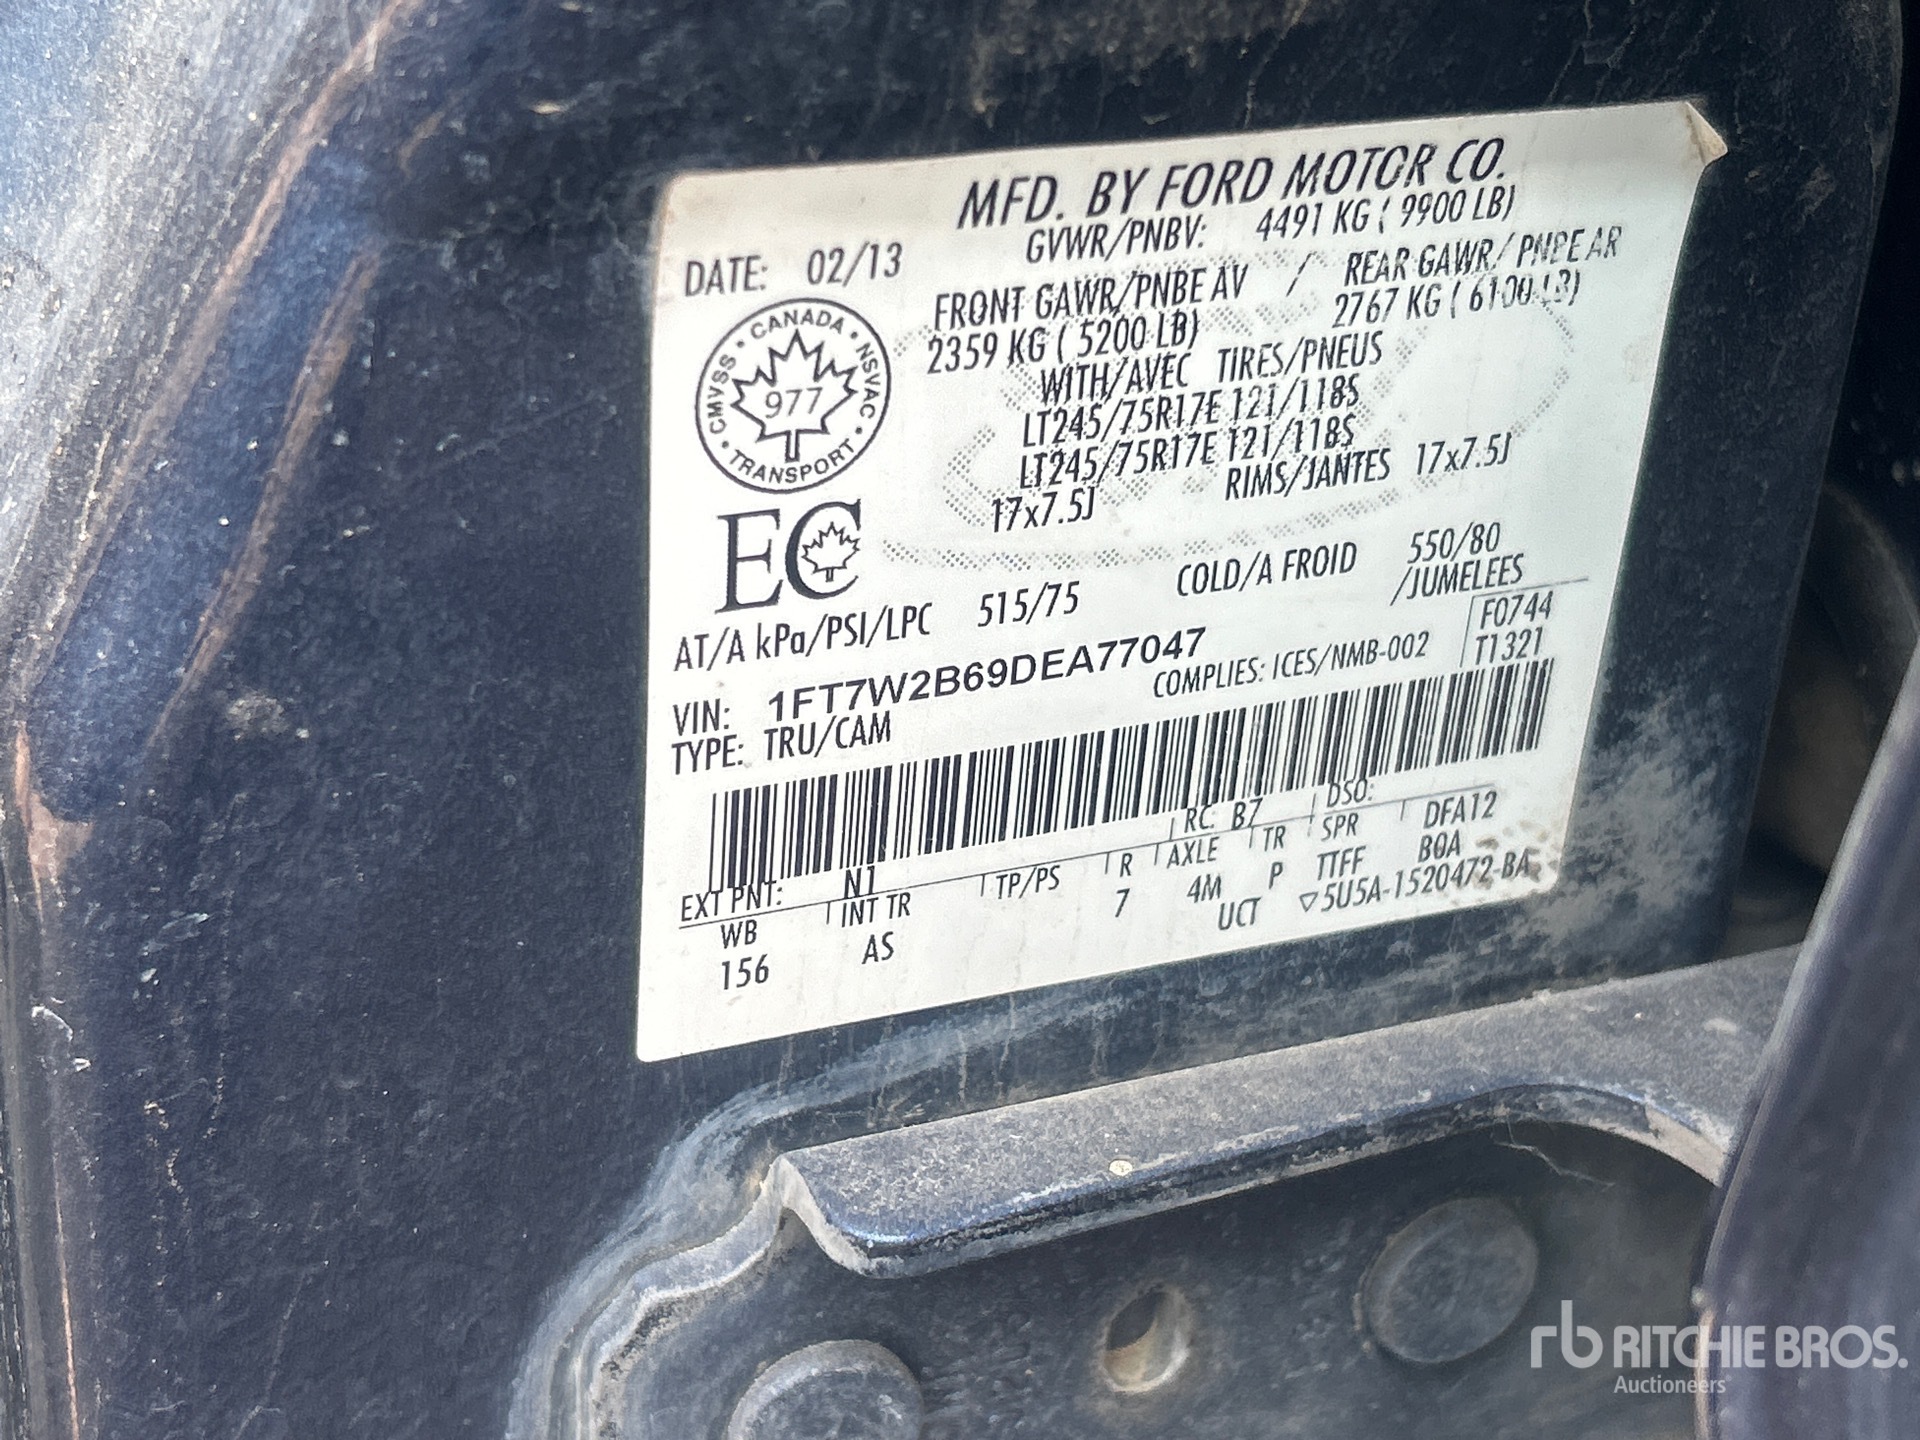 MFD. BY FORD MOTOR CO.
DATE: 02/13
GVWR/PNBV: 4491 KG ( 9900 LB)
FRONT GAWR/PNBE AV / REAR GAWR/ PNBE AR
2359 KG ( 5200 LB) 2767 KG ( 6100 LB)
WITH/AVEC TIRES/PNEUS
LT245/75R17E 121/118S
LT245/75R17E 121/118S
17x7.5J RIMS/JANTES 17x7.5J
CANADA • NSVAC • TRANSPORT • CMVSS •
977
EC
AT/A kPa/PSI/LPC 515/75 COLD/A FROID 550/80
/JUMELEES
VIN: 1FT7W2B69DEA77047
F0744
T1321
TYPE: TRU/CAM
COMPLIES: ICES/NMB-002
EXT PNT: N1 RC: B7 DSO:
WB INT TR TP/PS R AXLE TR SPR DFA12
156 AS 7 4M P TTFF BQA
UCT ▽5U5A-1520472-BA
rb RITCHIE BROS.
Auctioneers